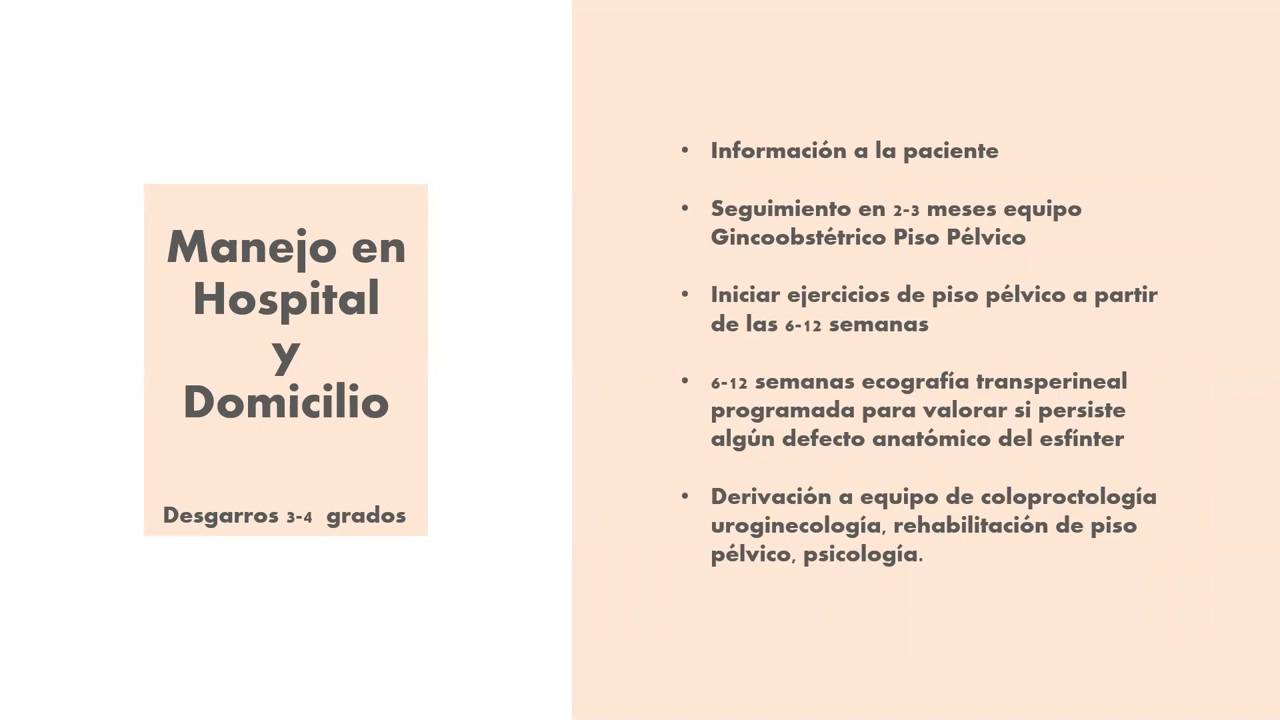 Manejo en
Hospital
y
Domicilio
Desgarros 3-4 grados
• Información a la paciente
• Seguimiento en 2-3 meses equipo
Gincoobstétrico Piso Pélvico
• Iniciar ejercicios de piso pélvico a partir
de las 6-12 semanas
• 6-12 semanas ecografía transperineal
programada para valorar si persiste
algún defecto anatómico del esfínter
• Derivación a equipo de coloproctología
uroginecología, rehabilitación de piso
pélvico, psicología.